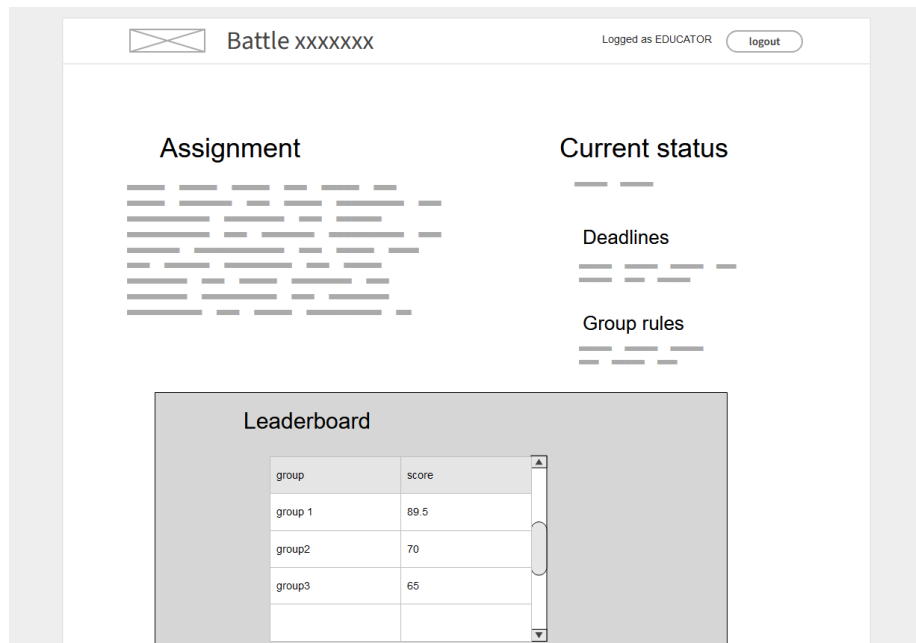 Battle xxxxxxx
Logged as EDUCATOR
logout
Assignment
Current status
Deadlines
Group rules
Leaderboard
group score
group 1 89.5
group2 70
group3 65